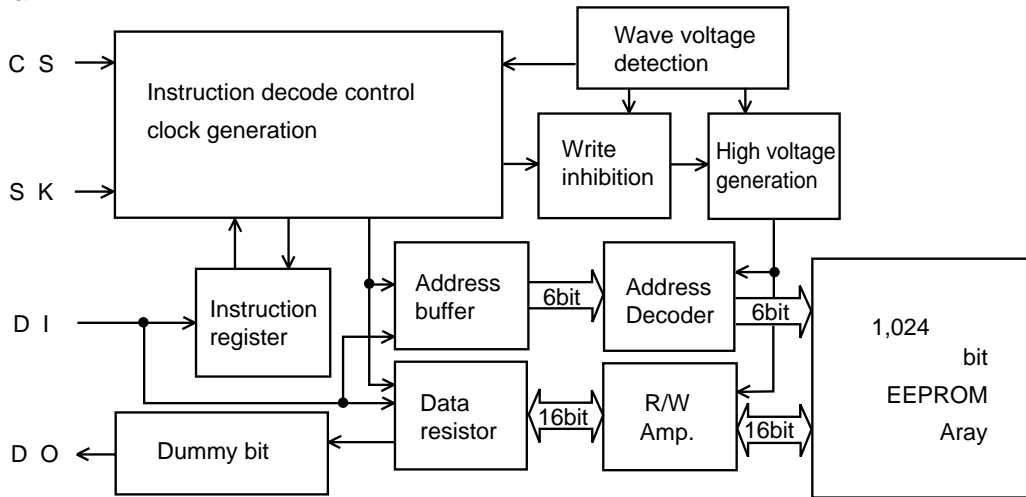 C S
S K
D I
D O
Instruction decode control
clock generation
Wave voltage
detection
Write
inhibition
High voltage
generation
Instruction
register
Address
buffer
6bit
Address
Decoder
6bit
Data
resistor
16bit
R/W
Amp.
16bit
Dummy bit
1,024
bit
EEPROM
Aray